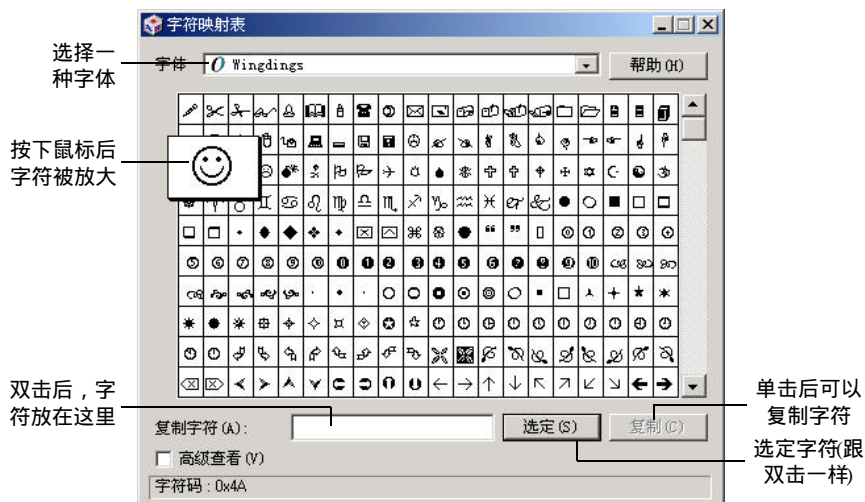 字符映射表
选择一
种字体
字体
Wingdings
帮助(H)
按下鼠标后
字符被放大
双击后，字
符放在这里
复制字符(A):
选定(S)
复制(C)
单击后可以
复制字符
选定字符(跟
双击一样)
高级查看(V)
字符码 : 0x4A